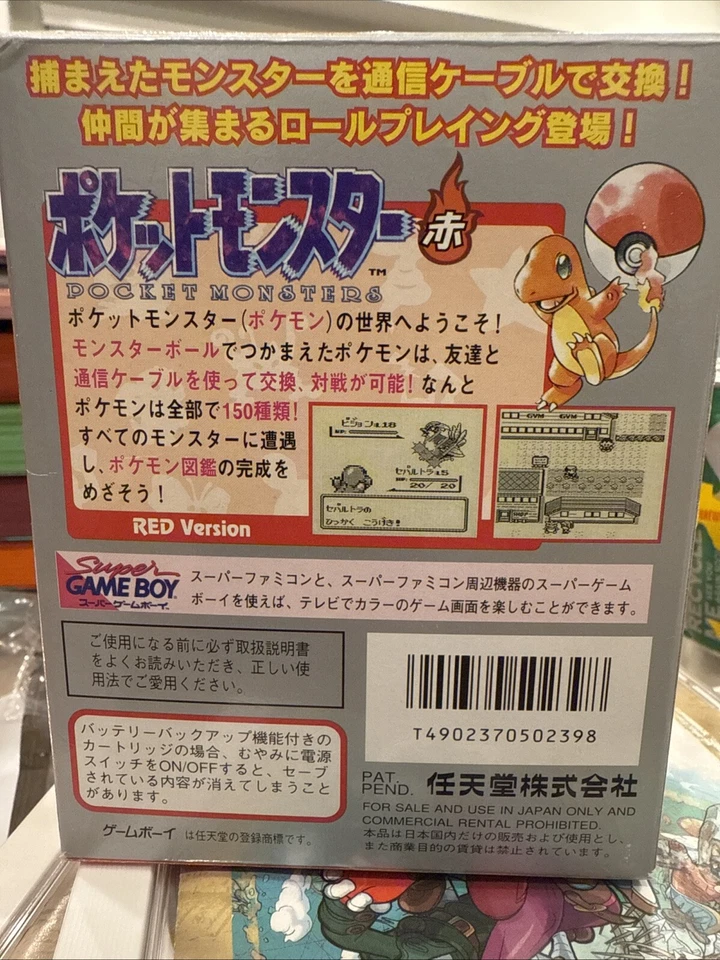 捕まえたモンスターを通信ケーブルで交換！
仲間が集まるロールプレイング登場！
ポケットモンスター 赤
TM
POCKET MONSTERS
ポケットモンスター(ポケモン)の世界へようこそ！
モンスターボールでつかまえたポケモンは、友達と
通信ケーブルを使って交換、対戦が可能！なんと
ポケモンは全部で150種類！
すべてのモンスターに遭遇
し、ポケモン図鑑の完成を
めざそう！
ピジョン:L18
HP:
セバルトラ:L5
HP:
20/ 20
セバルトラの
ひっかく こうげき！
GYM GYM
RED Version
Super
GAME BOY
スーパーゲームボーイ
スーパーファミコンと、スーパーファミコン周辺機器のスーパーゲーム
ボーイを使えば、テレビでカラーのゲーム画面を楽しむことができます。
ご使用になる前に必ず取扱説明書
をよくお読みいただき、正しい使
用法でご愛用ください。
T4902370502398
バッテリーバックアップ機能付きの
カートリッジの場合、むやみに電源
スイッチをON/OFFすると、セーブ
されている内容が消えてしまうこと
があります。
PAT.
PEND. 任天堂株式会社
FOR SALE AND USE IN JAPAN ONLY AND
COMMERCIAL RENTAL PROHIBITED.
本品は日本国内だけの販売および使用とし、
また商業目的の賃貸は禁止されています。
ゲームボーイ は任天堂の登録商標です。